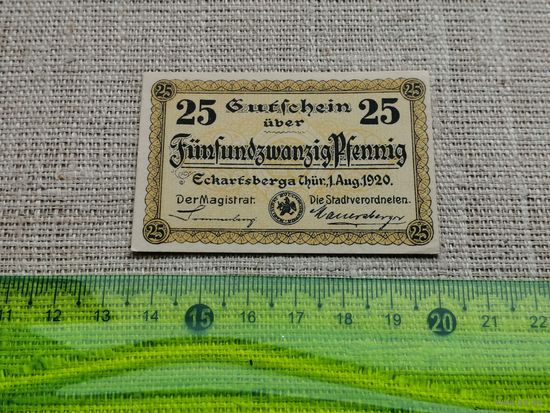 25 25
25 Gutschein 25
über
Fünfundzwanzig Pfennig
Eckartsberga Thür., 1. Aug. 1920.
Der Magistrat. Die Stadtverordneten.
25 25
11 12 13 14 15 16 17 18 19 20 21 22